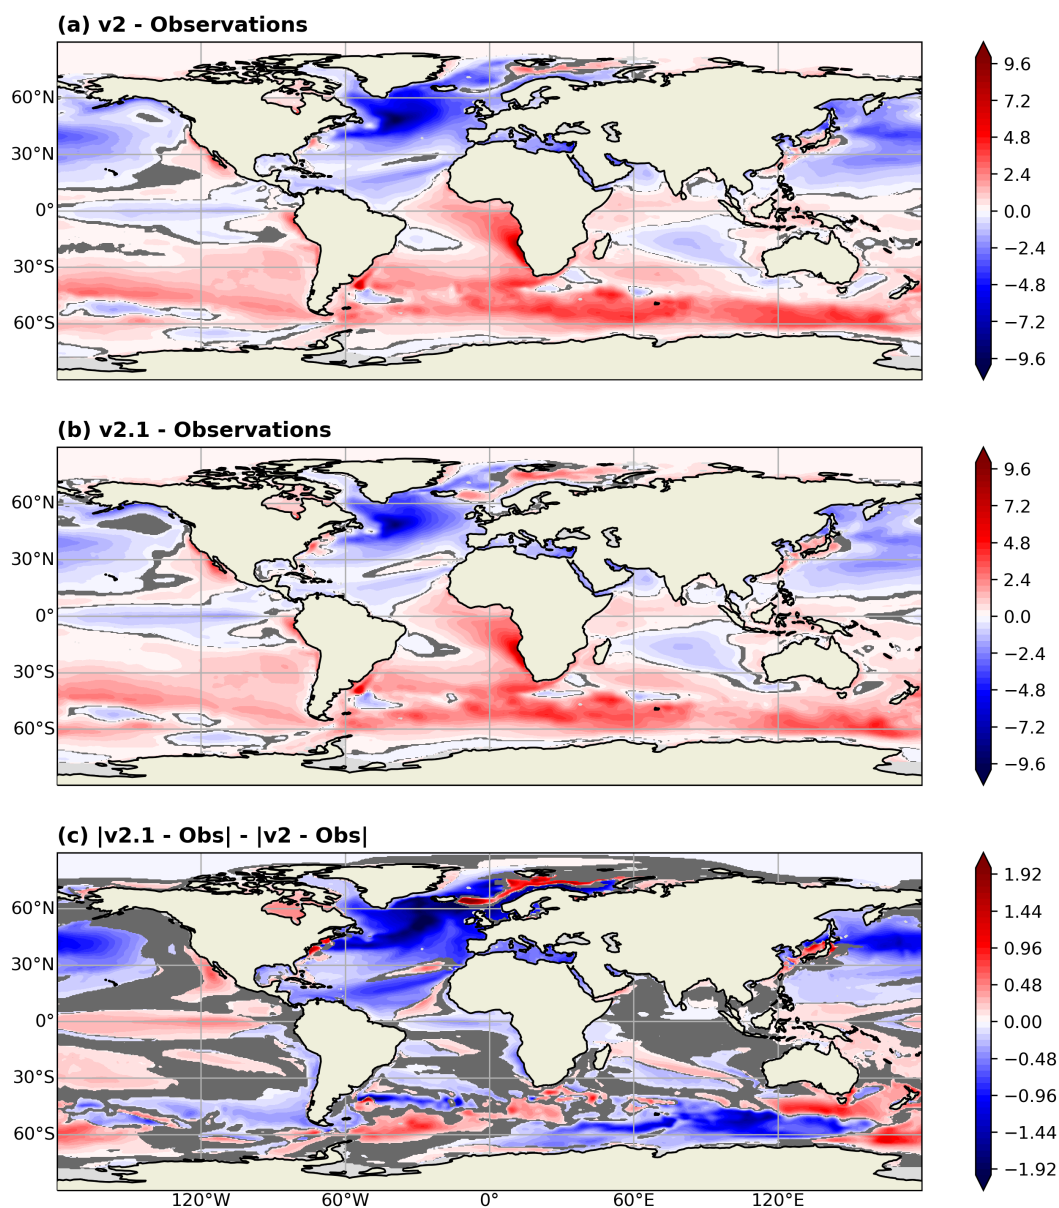 (a) v2 - Observations
60°N
30°N
0°
30°S
60°S
9.6
7.2
4.8
2.4
0.0
−2.4
−4.8
−7.2
−9.6
(b) v2.1 - Observations
60°N
30°N
0°
30°S
60°S
9.6
7.2
4.8
2.4
0.0
−2.4
−4.8
−7.2
−9.6
(c) |v2.1 - Obs| - |v2 - Obs|
60°N
30°N
0°
30°S
60°S
1.92
1.44
0.96
0.48
0.00
−0.48
−0.96
−1.44
−1.92
120°W 60°W 0° 60°E 120°E